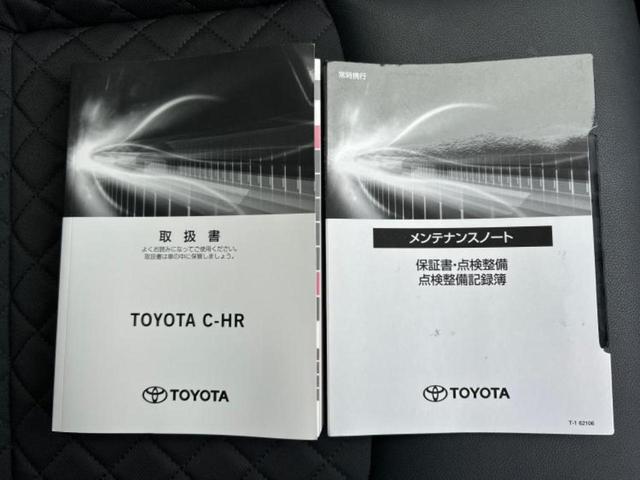 取扱書
よくお読みになってご使用ください。
取扱書は車の中に保管しましょう。
TOYOTA C-HR
TOYOTA
常時携行
メンテナンスノート
保証書・点検整備
点検整備記録簿
TOYOTA
T-1 62106